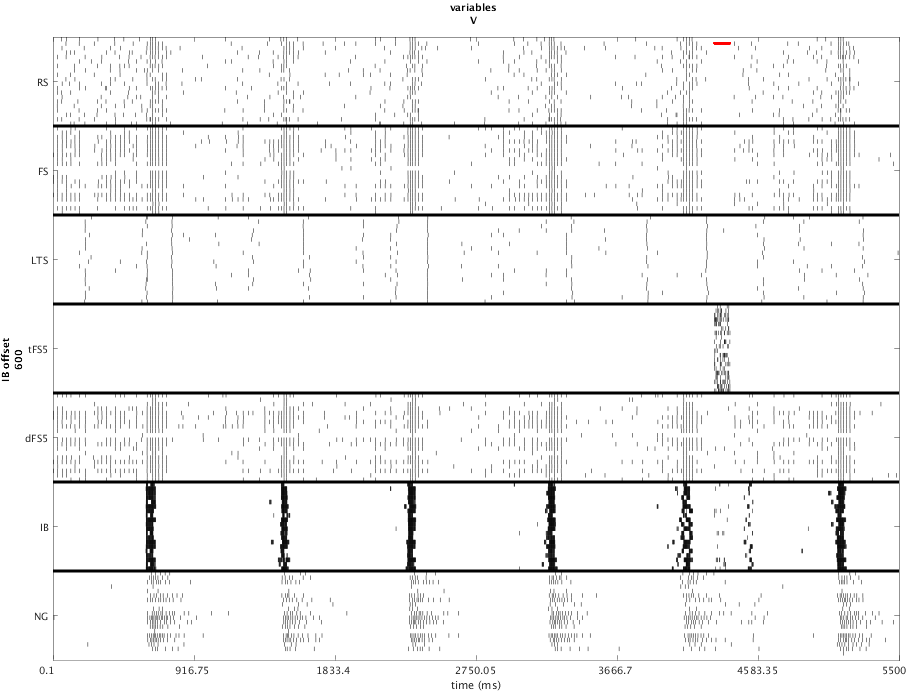 variables
V
RS
FS
LTS
tFS5
dFS5
IB
NG
IB offset
600
0.1
916.75
1833.4
2750.05
3666.7
4583.35
5500
time (ms)